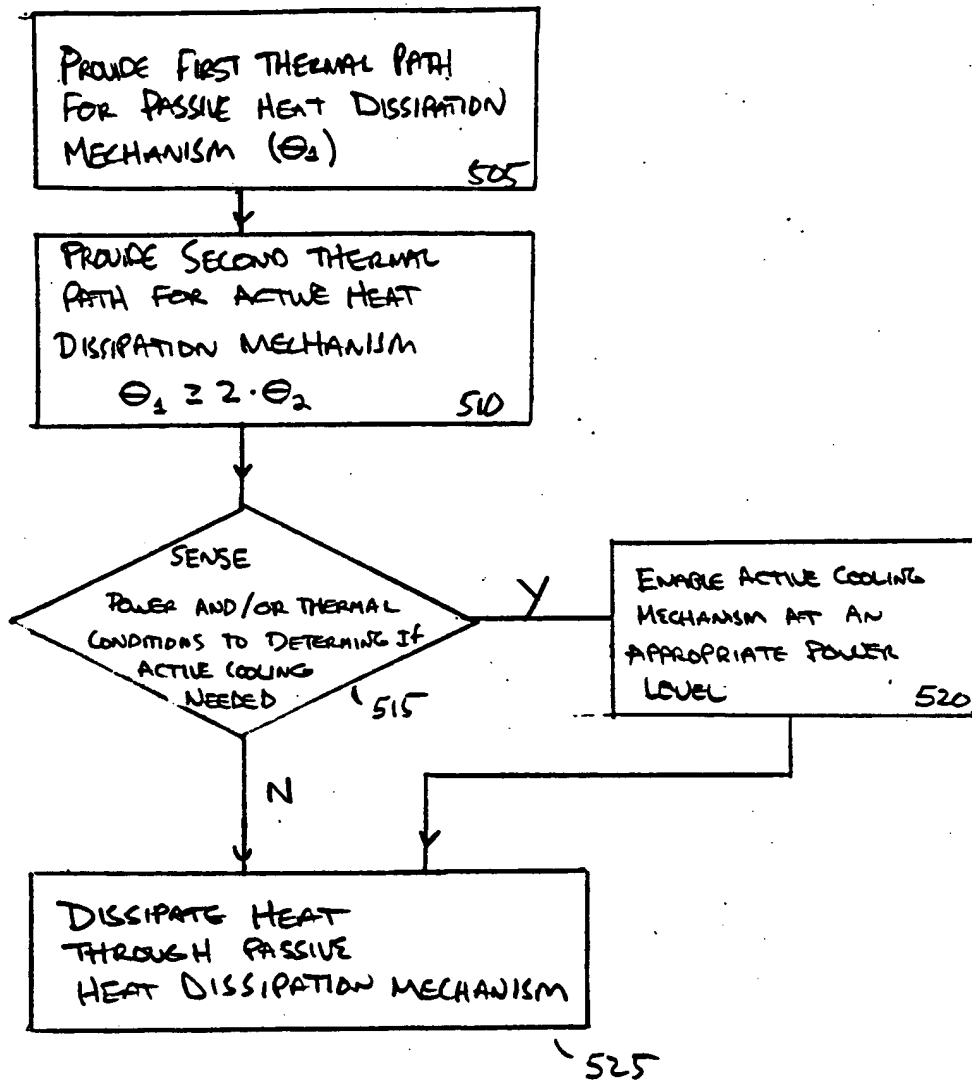 PROVIDE FIRST THERMAL PATH
FOR PASSIVE HEAT DISSIPATION
MECHANISM (Θ1)
505
PROVIDE SECOND THERMAL
PATH FOR ACTIVE HEAT
DISSIPATION MECHANISM
Θ1 ≥ 2·Θ2
510
SENSE
POWER AND/OR THERMAL
CONDITIONS TO DETERMING IF
ACTIVE COOLING
NEEDED
515
Y
ENABLE ACTIVE COOLING
MECHANISM AT AN
APPROPRIATE POWER
LEVEL
520
N
DISSIPATE HEAT
THROUGH PASSIVE
HEAT DISSIPATION MECHANISM
525